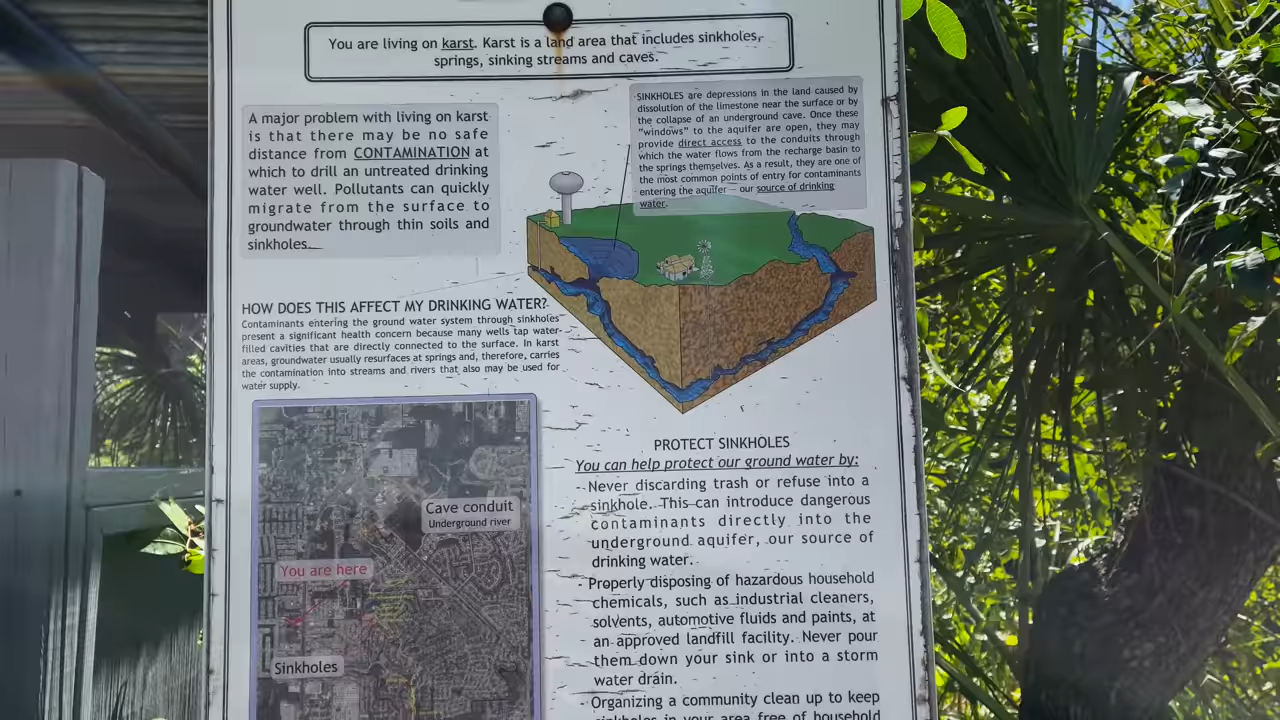 You are living on karst. Karst is a land area that includes sinkholes,
springs, sinking streams and caves.
A major problem with living on karst
is that there may be no safe
distance from CONTAMINATION at
which to drill an untreated drinking
water well. Pollutants can quickly
migrate from the surface to
groundwater through thin soils and
sinkholes.
SINKHOLES are depressions in the land caused by
dissolution of the limestone near the surface or by
the collapse of an underground cave. Once these
"windows" to the aquifer are open, they may
provide direct access to the conduits through
which the water flows from the recharge basin to
the springs themselves. As a result, they are one of
the most common points of entry for contaminants
entering the aquifer — our source of drinking
water.
HOW DOES THIS AFFECT MY DRINKING WATER?
Contaminants entering the ground water system through sinkholes
present a significant health concern because many wells tap water-
filled cavities that are directly connected to the surface. In karst
areas, groundwater usually resurfaces at springs and, therefore, carries
the contamination into streams and rivers that also may be used for
water supply.
Cave conduit
Underground river
You are here
Sinkholes
PROTECT SINKHOLES
You can help protect our ground water by:
- Never discarding trash or refuse into a
sinkhole. This can introduce dangerous
contaminants directly into the
underground aquifer, our source of
drinking water.
- Properly disposing of hazardous household
chemicals, such as industrial cleaners,
solvents, automotive fluids and paints, at
an approved landfill facility. Never pour
them down your sink or into a storm
water drain.
- Organizing a community clean up to keep
sinkholes in your area free of household